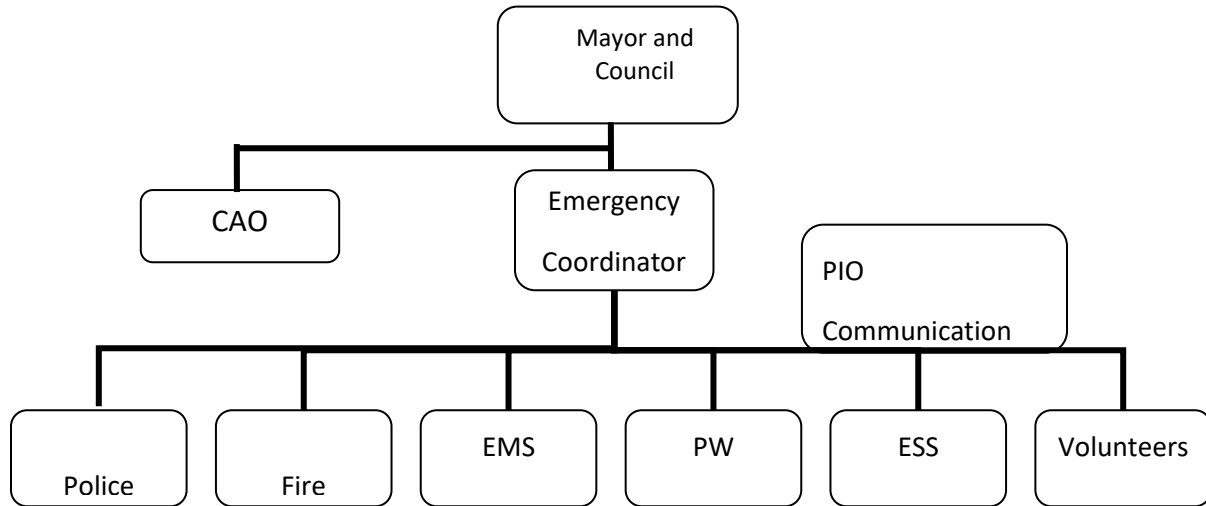 Mayor and
Council
CAO
Emergency
Coordinator
PIO
Communication
Police
Fire
EMS
PW
ESS
Volunteers